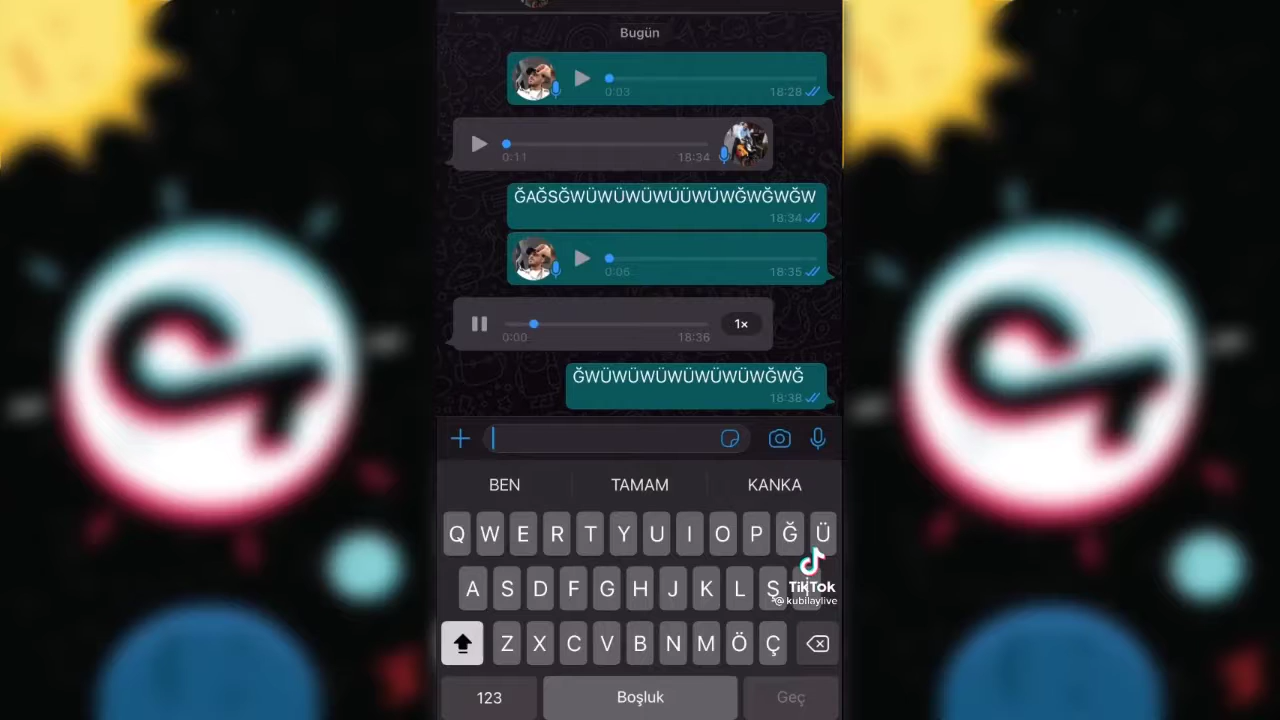 Bugün
0:03 18:28
0:11 18:34
ĞAĞSĞWÜWÜWÜWÜÜWÜWĞWĞWĞW
18:34
0:06 18:35
1×
0:00 18:36
ĞWÜWÜWÜWÜWÜWÜWĞWĞ
18:38
BEN TAMAM KANKA
Q W E R T Y U I O P Ğ Ü
A S D F G H J K L Ş İ
TikTok
@ kubilaylive
Z X C V B N M Ö Ç
123 Boşluk Geç